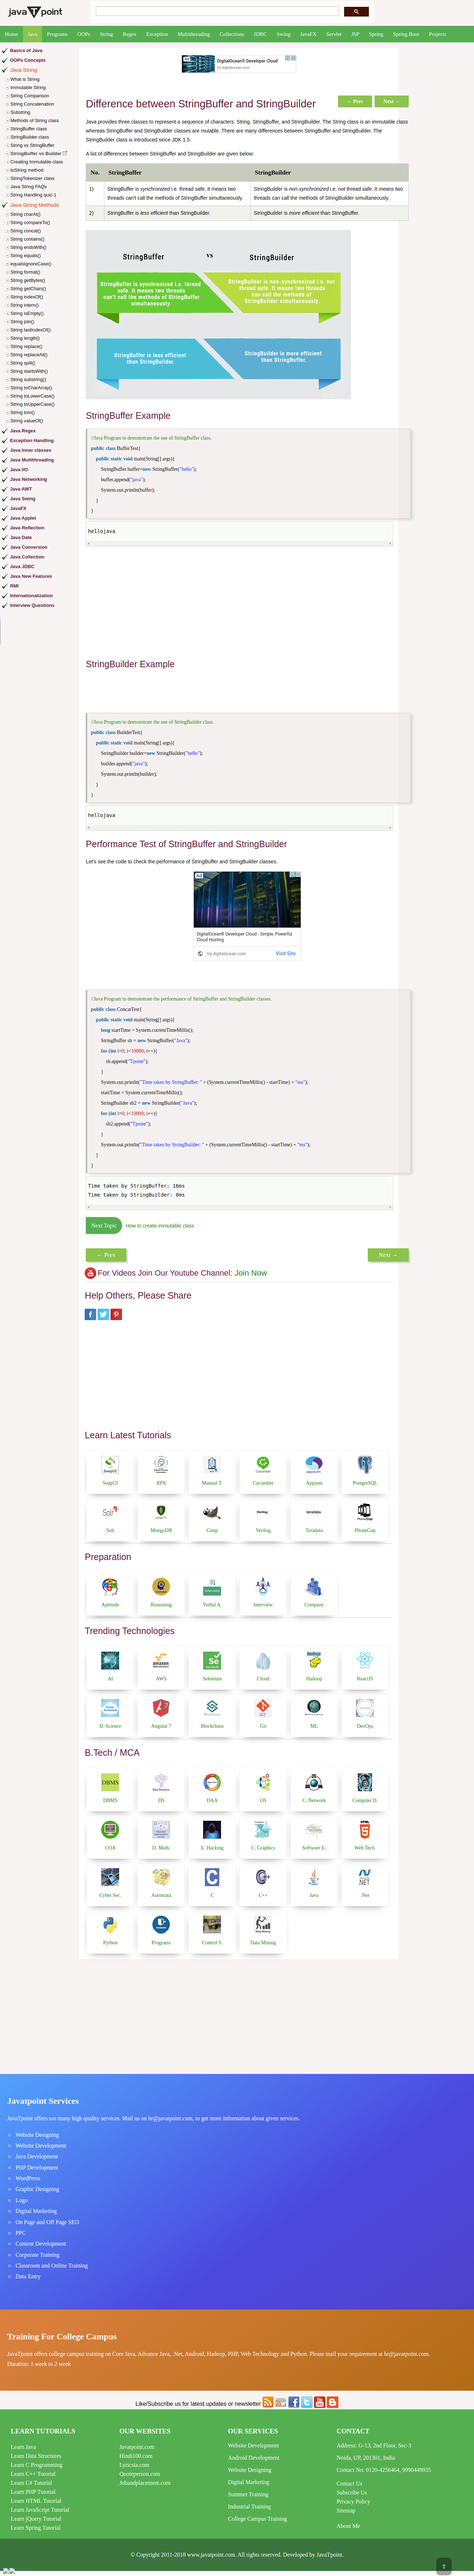 java point
Home Java Programs OOPs String Regex Exception Multithreading Collections JDBC Swing JavaFX Servlet JSP Spring Spring Boot Projects
Basics of Java
OOPs Concepts
Java String
What is String
Immutable String
String Comparison
String Concatenation
Substring
Methods of String class
StringBuffer class
StringBuilder class
String vs StringBuffer
StringBuffer vs Builder
Creating Immutable class
toString method
StringTokenizer class
Java String FAQs
String Handling quiz-1
Java String Methods
String charAt()
String compareTo()
String concat()
String contains()
String endsWith()
String equals()
equalsIgnoreCase()
String format()
String getBytes()
String getChars()
String indexOf()
String intern()
String isEmpty()
String join()
String lastIndexOf()
String length()
String replace()
String replaceAll()
String split()
String startsWith()
String substring()
String toCharArray()
String toLowerCase()
String toUpperCase()
String trim()
String valueOf()
Java Regex
Exception Handling
Java Inner classes
Java Multithreading
Java I/O
Java Networking
Java AWT
Java Swing
JavaFX
Java Applet
Java Reflection
Java Date
Java Conversion
Java Collection
Java JDBC
Java New Features
RMI
Internationalization
Interview Questions
Ad
DigitalOcean® Developer Cloud
try.digitalocean.com
Difference between StringBuffer and StringBuilder
← Prev
Next →
Java provides three classes to represent a sequence of characters: String, StringBuffer, and StringBuilder. The String class is an immutable class
whereas StringBuffer and StringBuilder classes are mutable. There are many differences between StringBuffer and StringBuilder. The
StringBuilder class is introduced since JDK 1.5.
A list of differences between StringBuffer and StringBuilder are given below:
No. StringBuffer StringBuilder
1) StringBuffer is synchronized i.e. thread safe. It means two threads can't call the methods of StringBuffer simultaneously.
StringBuilder is non-synchronized i.e. not thread safe. It means two threads can call the methods of StringBuilder simultaneously.
2) StringBuffer is less efficient than StringBuilder.
StringBuilder is more efficient than StringBuffer.
StringBuffer vs StringBuilder
StringBuffer is synchronized i.e. thread
safe. It means two threads
can't call the methods of StringBuffer
simultaneously.
StringBuilder is non-synchronized i.e. not
thread safe. It means two threads
can call the methods of
StringBuilder simultaneously.
StringBuffer is less efficient
than StringBuilder.
StringBuilder is more efficient
than StringBuffer.
StringBuffer Example
//Java Program to demonstrate the use of StringBuffer class.
public class BufferTest{
public static void main(String[] args){
StringBuffer buffer=new StringBuffer("hello");
buffer.append("java");
System.out.println(buffer);
}
}
hellojava
StringBuilder Example
//Java Program to demonstrate the use of StringBuilder class.
public class BuilderTest{
public static void main(String[] args){
StringBuilder builder=new StringBuilder("hello");
builder.append("java");
System.out.println(builder);
}
}
hellojava
Performance Test of StringBuffer and StringBuilder
Let's see the code to check the performance of StringBuffer and StringBuilder classes.
Ad
DigitalOcean® Developer Cloud - Simple, Powerful
Cloud Hosting
try.digitalocean.com
Visit Site
//Java Program to demonstrate the performance of StringBuffer and StringBuilder classes.
public class ConcatTest{
public static void main(String[] args){
long startTime = System.currentTimeMillis();
StringBuffer sb = new StringBuffer("Java");
for (int i=0; i<10000; i++){
sb.append("Tpoint");
}
System.out.println("Time taken by StringBuffer: " + (System.currentTimeMillis() - startTime) + "ms");
startTime = System.currentTimeMillis();
StringBuilder sb2 = new StringBuilder("Java");
for (int i=0; i<10000; i++){
sb2.append("Tpoint");
}
System.out.println("Time taken by StringBuilder: " + (System.currentTimeMillis() - startTime) + "ms");
}
}
Time taken by StringBuffer: 16ms
Time taken by StringBuilder: 0ms
Next Topic How to create immutable class
← Prev
Next →
For Videos Join Our Youtube Channel: Join Now
Help Others, Please Share
Learn Latest Tutorials
SoapUI RPA Manual T. Cucumber Appium PostgreSQL
Solr MongoDB Gimp Verilog Teradata PhoneGap
Preparation
Aptitude Reasoning Verbal A. Interview Company
Trending Technologies
AI AWS Selenium Cloud Hadoop ReactJS
D. Science Angular 7 Blockchain Git ML DevOps
B.Tech / MCA
DBMS DS DAA OS C. Network Compiler D.
COA D. Math. E. Hacking C. Graphics Software E. Web Tech.
Cyber Sec. Automata C C++ Java .Net
Python Programs Control S. Data Mining
Javatpoint Services
JavaTpoint offers too many high quality services. Mail us on hr@javatpoint.com, to get more information about given services.
Website Designing
Website Development
Java Development
PHP Development
WordPress
Graphic Designing
Logo
Digital Marketing
On Page and Off Page SEO
PPC
Content Development
Corporate Training
Classroom and Online Training
Data Entry
Training For College Campus
JavaTpoint offers college campus training on Core Java, Advance Java, .Net, Android, Hadoop, PHP, Web Technology and Python. Please mail your requirement at hr@javatpoint.com.
Duration: 1 week to 2 week
Like/Subscribe us for latest updates or newsletter
LEARN TUTORIALS
Learn Java
Learn Data Structures
Learn C Programming
Learn C++ Tutorial
Learn C# Tutorial
Learn PHP Tutorial
Learn HTML Tutorial
Learn JavaScript Tutorial
Learn jQuery Tutorial
Learn Spring Tutorial
OUR WEBSITES
Javatpoint.com
Hindi100.com
Lyricsia.com
Quoteperson.com
Jobandplacement.com
OUR SERVICES
Website Development
Android Development
Website Designing
Digital Marketing
Summer Training
Industrial Training
College Campus Training
CONTACT
Address: G-13, 2nd Floor, Sec-3
Noida, UP, 201301, India
Contact No: 0120-4256464, 9990449935
Contact Us
Subscribe Us
Privacy Policy
Sitemap
About Me
© Copyright 2011-2018 www.javatpoint.com. All rights reserved. Developed by JavaTpoint.